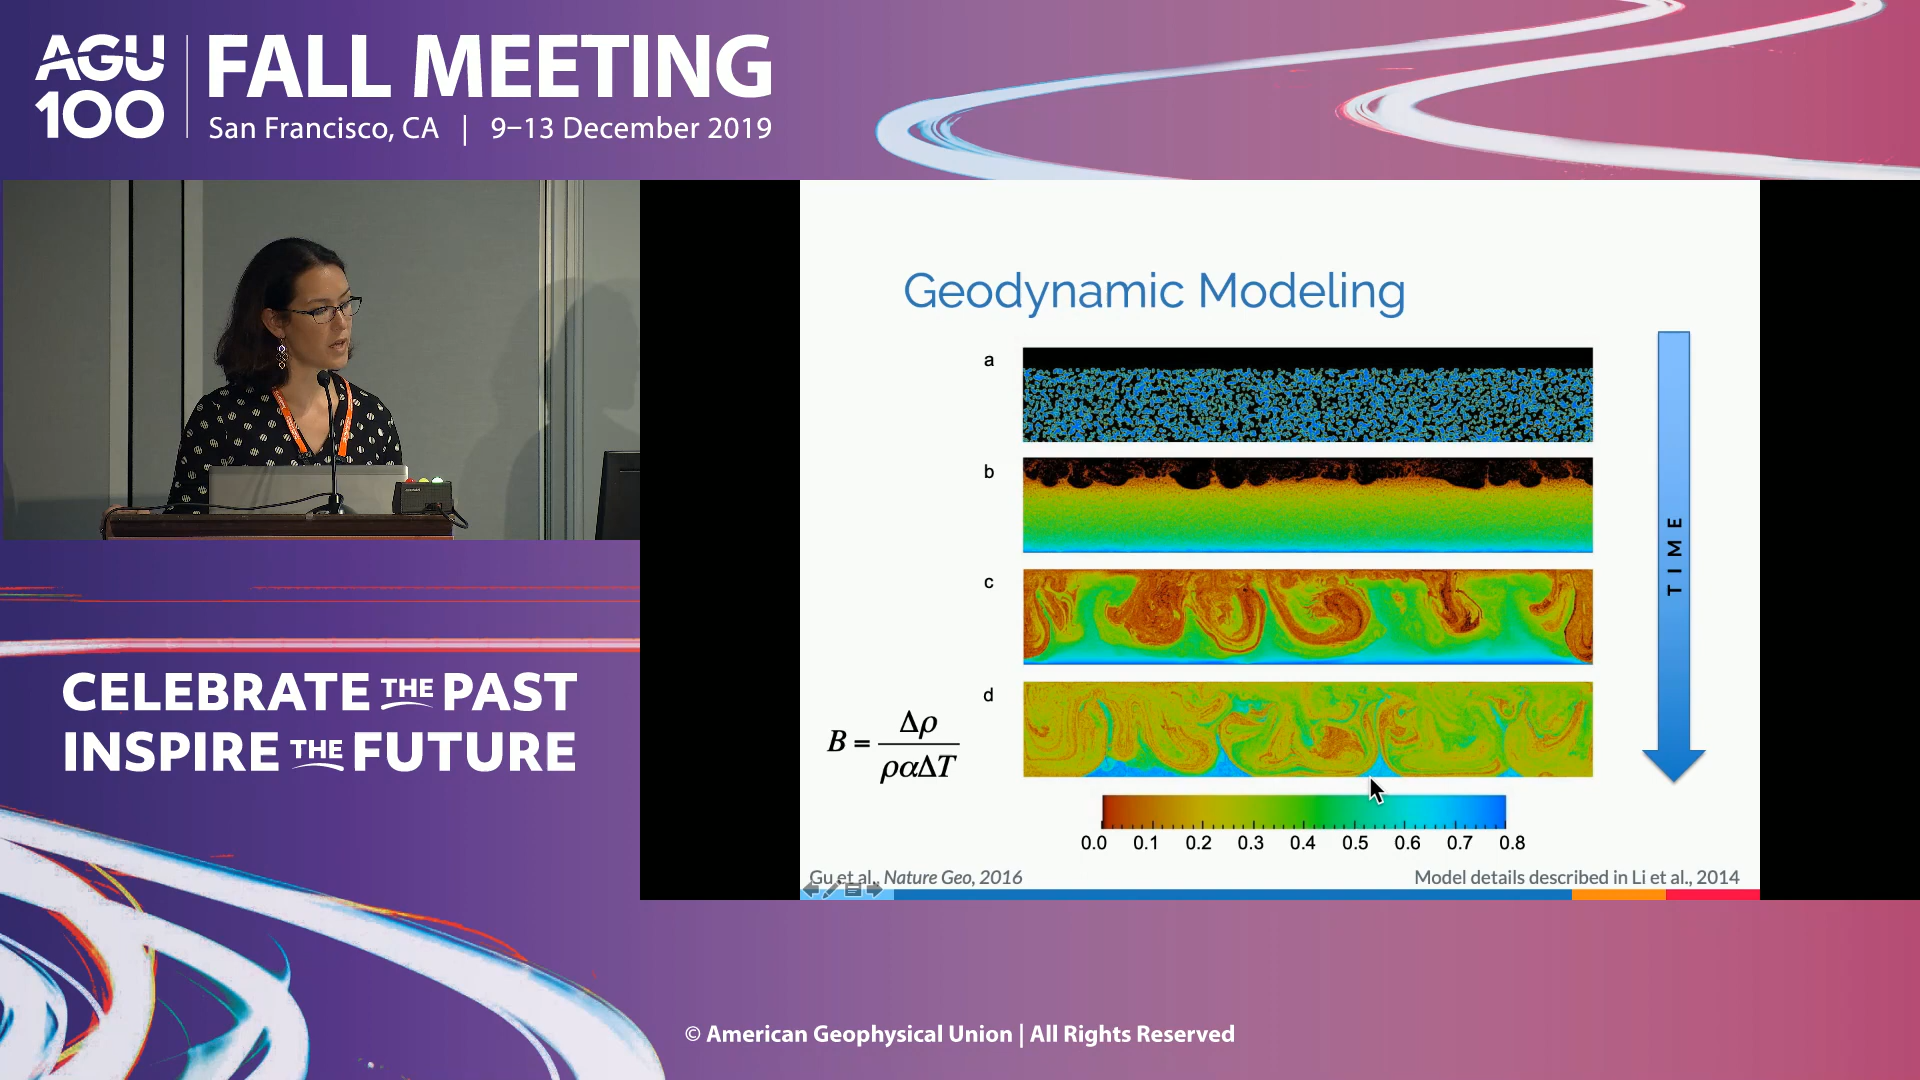 AGU
100
FALL MEETING
San Francisco, CA | 9–13 December 2019
Geodynamic Modeling
a
b
c
d
TIME
B = Δρ / ραΔT
0.0 0.1 0.2 0.3 0.4 0.5 0.6 0.7 0.8
Gu et al., Nature Geo, 2016
Model details described in Li et al., 2014
CELEBRATE THE PAST
INSPIRE THE FUTURE
© American Geophysical Union | All Rights Reserved